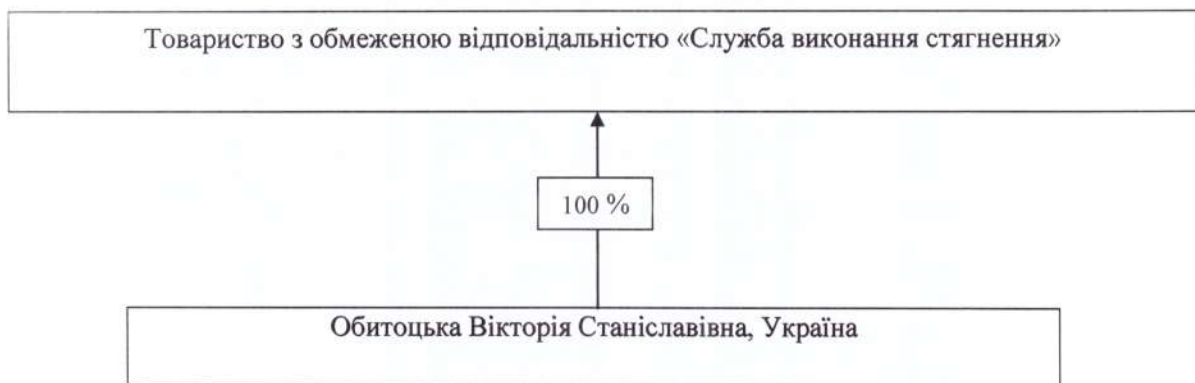 Товариство з обмеженою відповідальністю «Служба виконання стягнення»
100 %
Обитоцька Вікторія Станіславівна, Україна